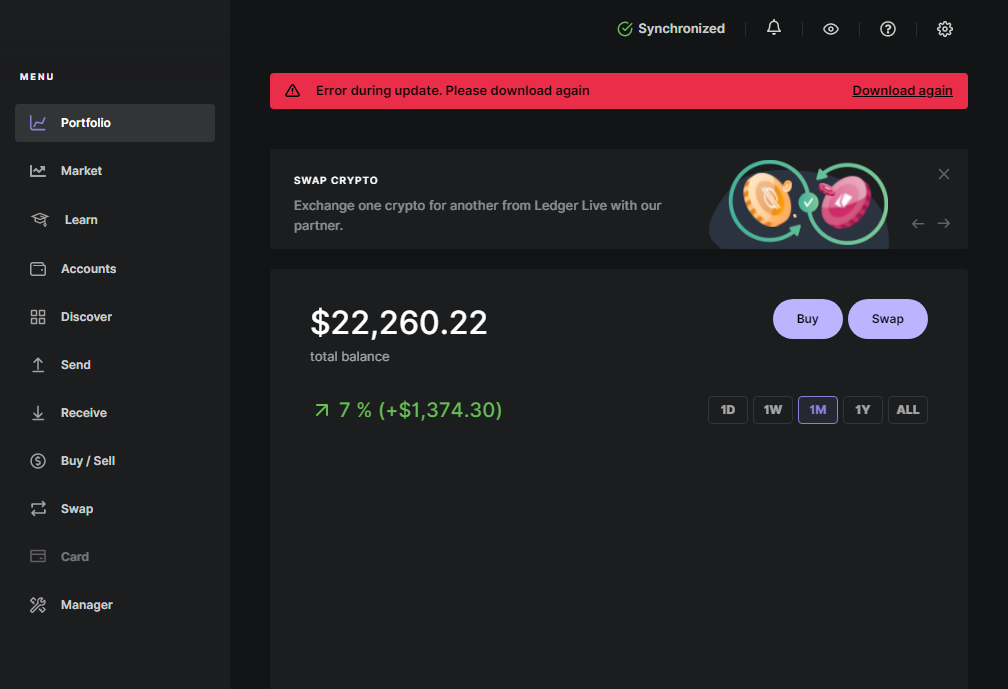 Synchronized
MENU
Portfolio
Market
Learn
Accounts
Discover
Send
Receive
Buy / Sell
Swap
Card
Manager
Error during update. Please download again
Download again
SWAP CRYPTO
Exchange one crypto for another from Ledger Live with our
partner.
$22,260.22
total balance
Buy
Swap
7 % (+$1,374.30)
1D
1W
1M
1Y
ALL